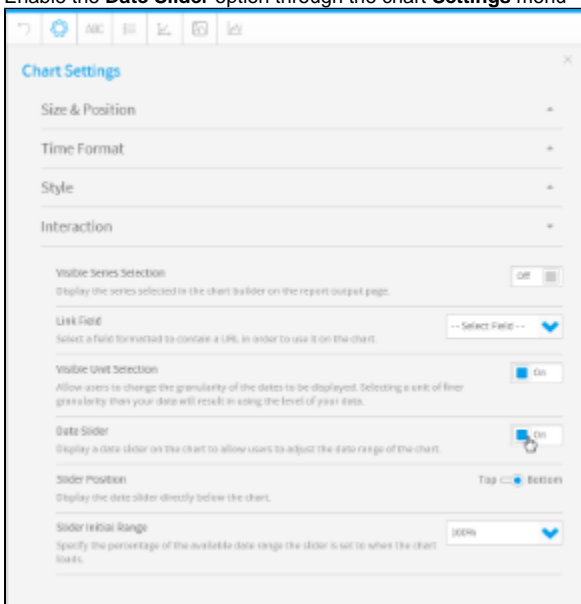 Enable the Date Slider option through the chart Settings menu
ABC
Chart Settings
Size & Position
Time Format
Style
Interaction
Visible Series Selection
Off
Display the series selected in the chart builder on the report output page.
Link Field
-- Select Field --
Select a field formatted to contain a URL in order to use it on the chart.
Visible Unit Selection
On
Allow users to change the granularity of the dates to be displayed. Selecting a unit of finer
granularity than your data will result in using the level of your data.
Date Slider
On
Display a date slider on the chart to allow users to adjust the date range of the chart.
Slider Position
Top Bottom
Display the date slider directly below the chart.
Slider Initial Range
100%
Specify the percentage of the available date range the slider is set to when the chart
loads.